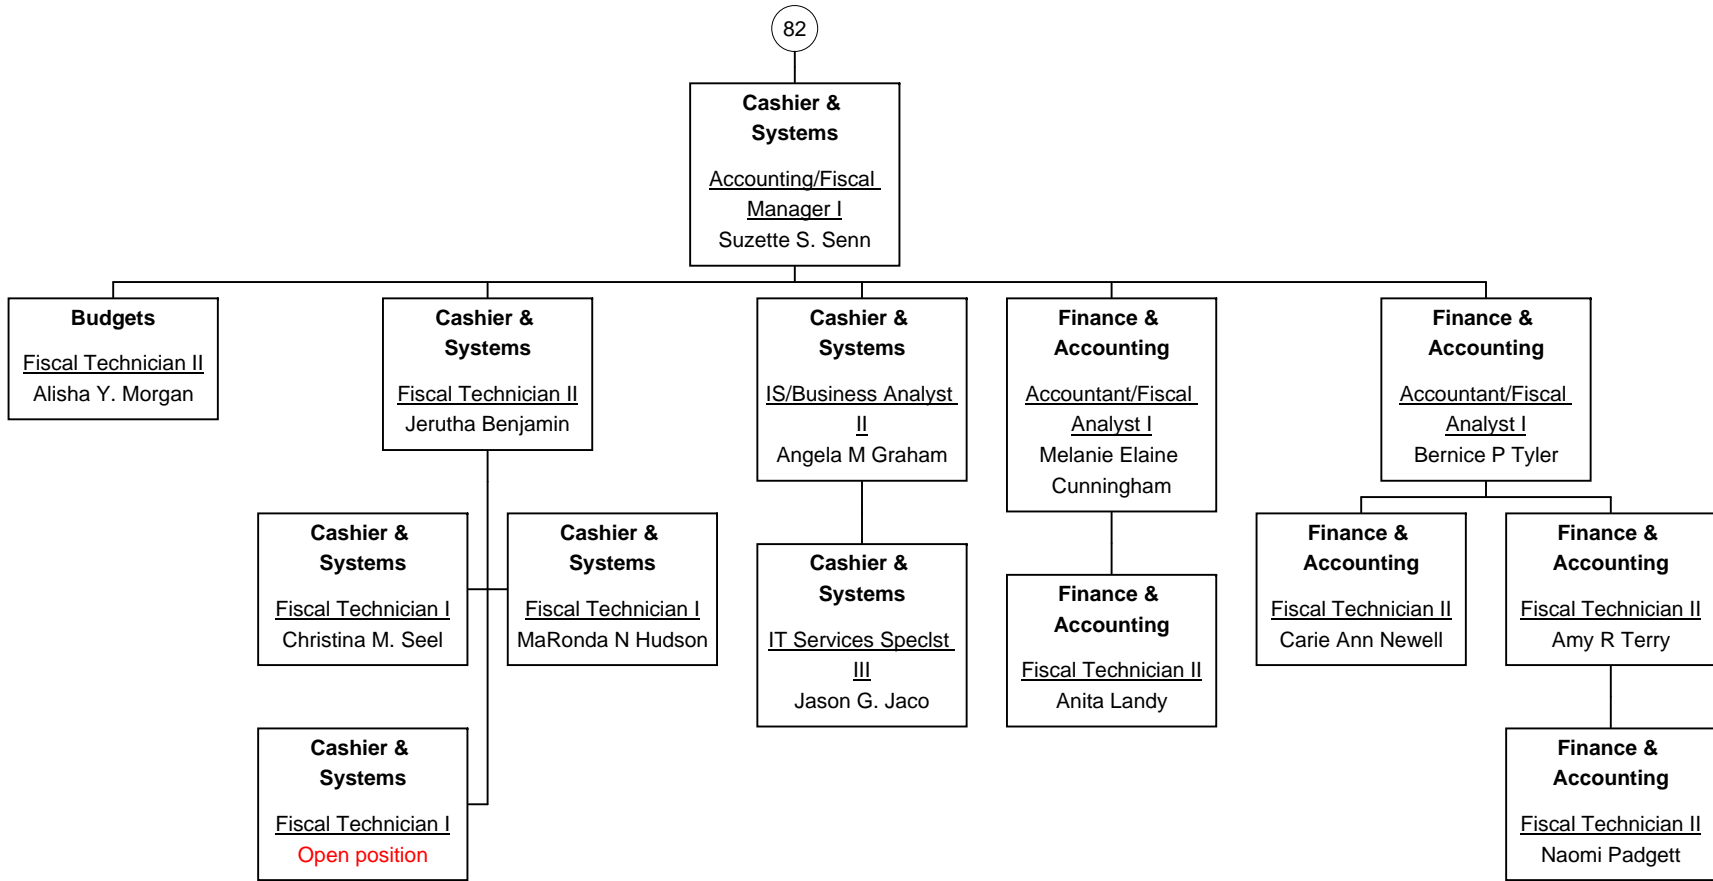 82
Cashier &
Systems
Accounting/Fiscal
Manager I
Suzette S. Senn
Budgets
Fiscal Technician II
Alisha Y. Morgan
Cashier &
Systems
Fiscal Technician II
Jerutha Benjamin
Cashier &
Systems
IS/Business Analyst
II
Angela M Graham
Finance &
Accounting
Accountant/Fiscal
Analyst I
Melanie Elaine
Cunningham
Finance &
Accounting
Accountant/Fiscal
Analyst I
Bernice P Tyler
Cashier &
Systems
Fiscal Technician I
Christina M. Seel
Cashier &
Systems
Fiscal Technician I
MaRonda N Hudson
Cashier &
Systems
IT Services Speclst
III
Jason G. Jaco
Finance &
Accounting
Fiscal Technician II
Anita Landy
Finance &
Accounting
Fiscal Technician II
Carie Ann Newell
Finance &
Accounting
Fiscal Technician II
Amy R Terry
Cashier &
Systems
Fiscal Technician I
Open position
Finance &
Accounting
Fiscal Technician II
Naomi Padgett